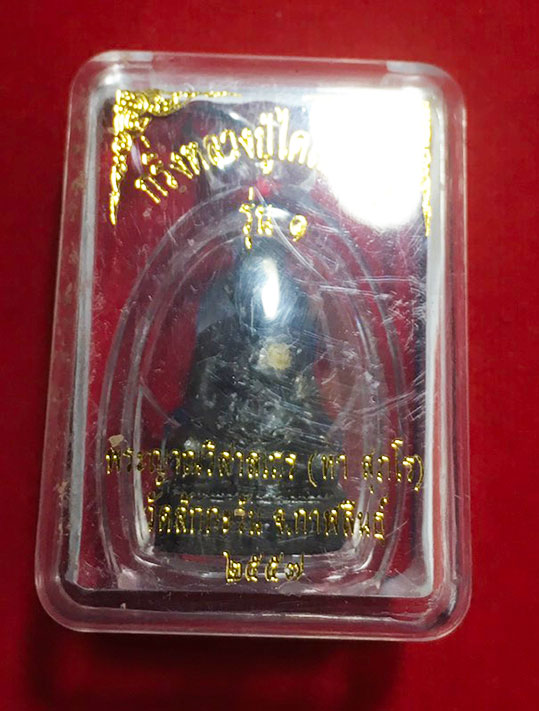 กริ่งหลวงปู่
รุ่น ๑
พระญาณวิสาลเถร (หา สุภโร)
วัดสักกะวัน จ.กาฬสินธุ์
๒๕๕๗